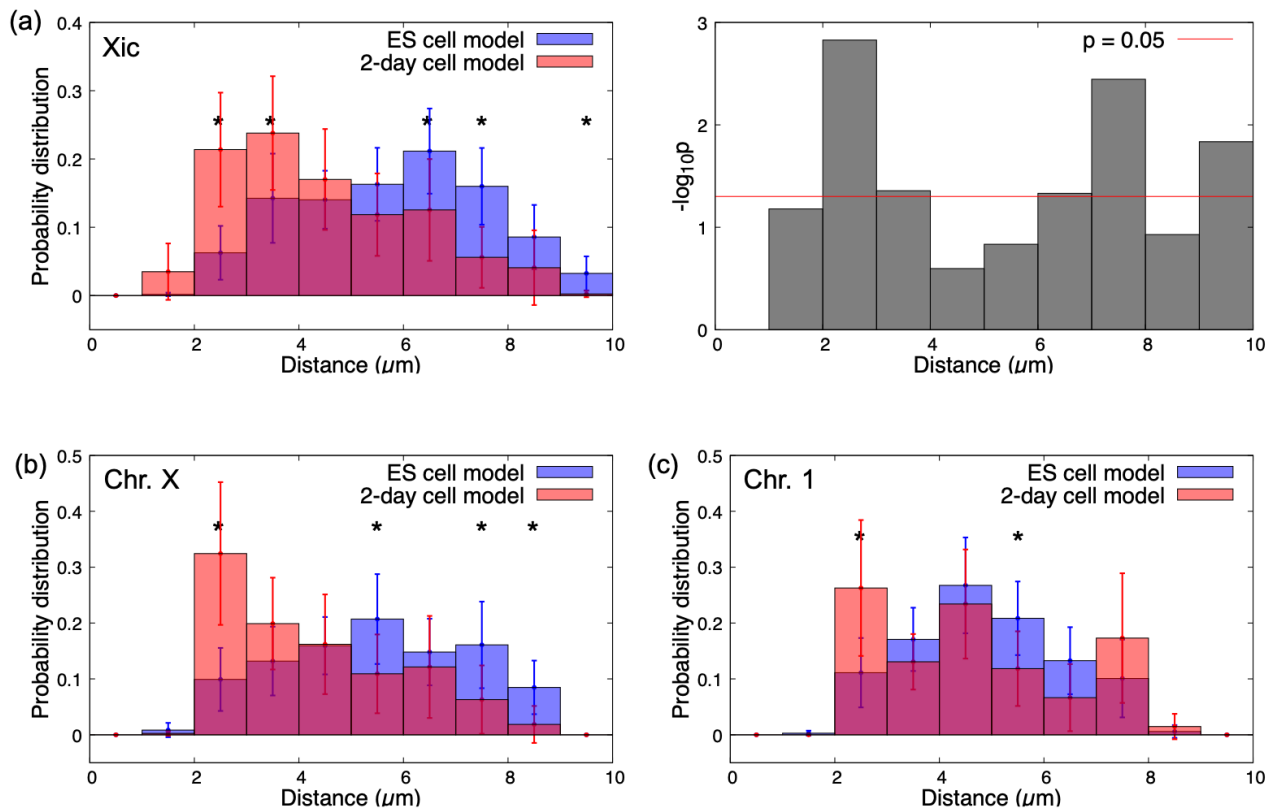 (a)
Xic
ES cell model
2-day cell model
* * * * *
Probability distribution
0.4
0.3
0.2
0.1
0
0 2 4 6 8 10
Distance (µm)
p = 0.05
-log10p
3
2
1
0
0 2 4 6 8 10
Distance (µm)
(b)
Chr. X
ES cell model
2-day cell model
* * * *
Probability distribution
0.5
0.4
0.3
0.2
0.1
0
0 2 4 6 8 10
Distance (µm)
(c)
Chr. 1
ES cell model
2-day cell model
* *
Probability distribution
0.5
0.4
0.3
0.2
0.1
0
0 2 4 6 8 10
Distance (µm)